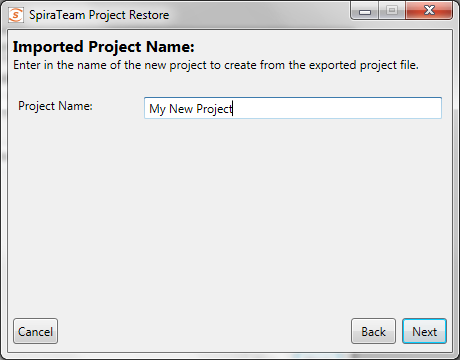 SpiraTeam Project Restore
Imported Project Name:
Enter in the name of the new project to create from the exported project file.
Project Name:
My New Project
Cancel
Back
Next